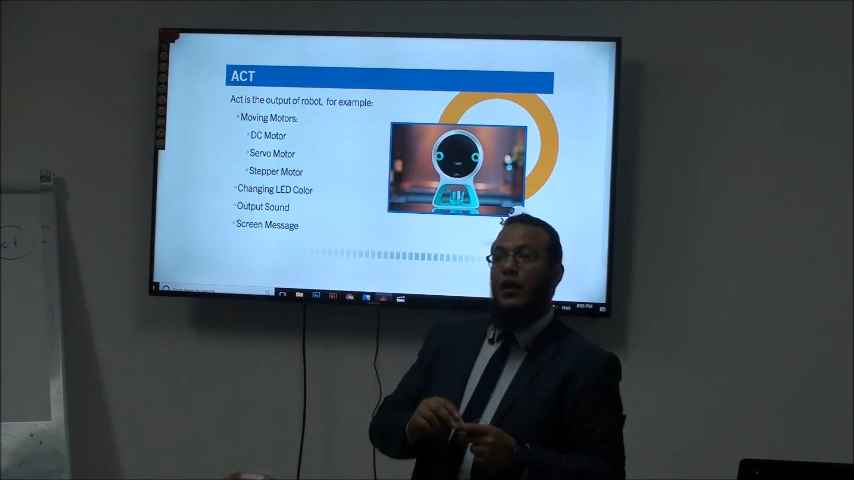 ACT
Act is the output of robot, for example:
Moving Motors:
DC Motor
Servo Motor
Stepper Motor
Changing LED Color
Output Sound
Screen Message